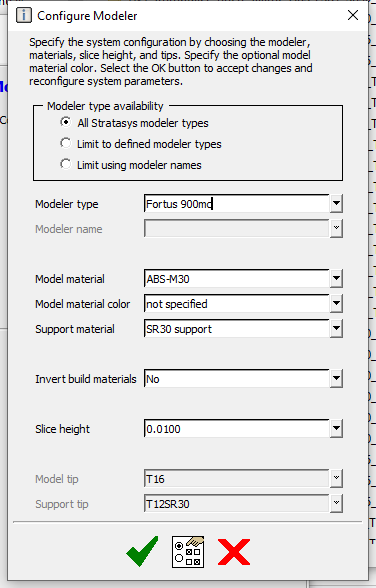 Configure Modeler
Specify the system configuration by choosing the modeler,
materials, slice height, and tips. Specify the optional model
material color. Select the OK button to accept changes and
reconfigure system parameters.
Modeler type availability
All Stratasys modeler types
Limit to defined modeler types
Limit using modeler names
Modeler type Fortus 900mc
Modeler name
Model material ABS-M30
Model material color not specified
Support material SR30 support
Invert build materials No
Slice height 0.0100
Model tip T16
Support tip T12SR30